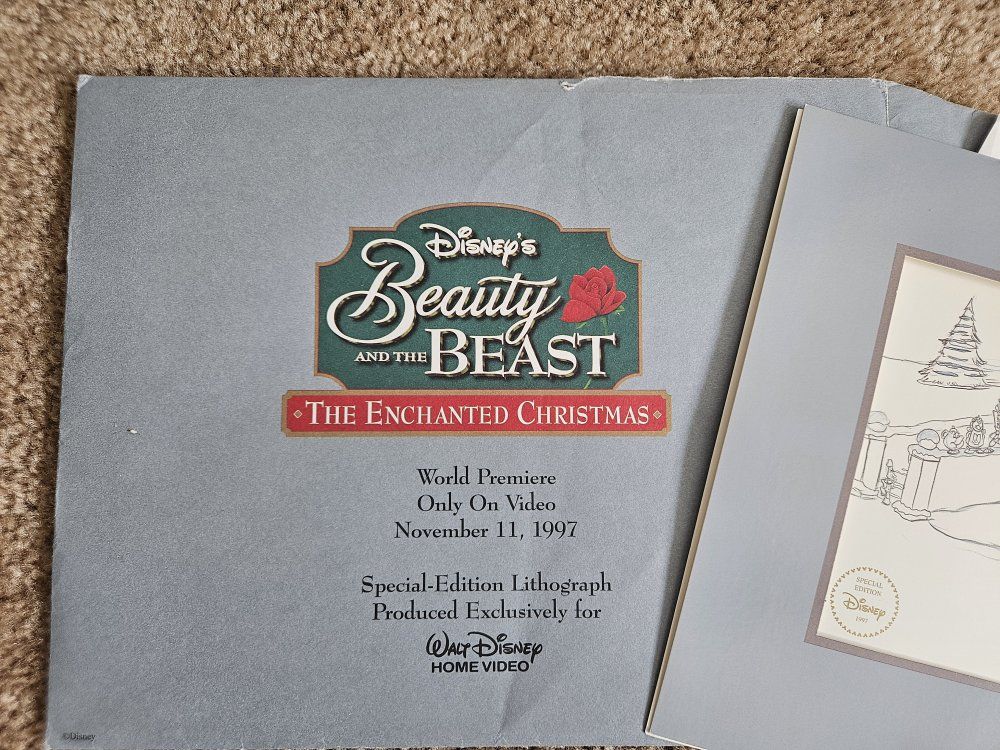 Disney's
Beauty
AND THE BEAST
THE ENCHANTED CHRISTMAS
World Premiere
Only On Video
November 11, 1997
Special-Edition Lithograph
Produced Exclusively for
WALT DISNEY
HOME VIDEO
©Disney
SPECIAL
EDITION
Disney
1997